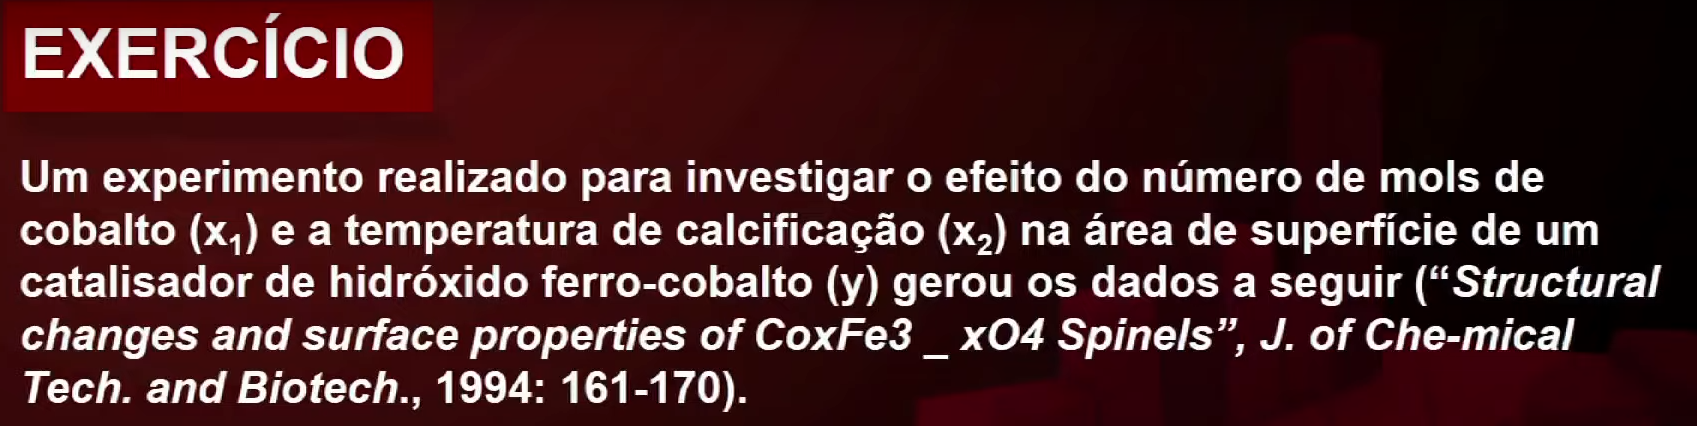 EXERCÍCIO
Um experimento realizado para investigar o efeito do número de mols de
cobalto (x₁) e a temperatura de calcificação (x₂) na área de superfície de um
catalisador de hidróxido ferro-cobalto (y) gerou os dados a seguir (“Structural
changes and surface properties of CoxFe3 _ xO4 Spinels”, J. of Che-mical
Tech. and Biotech., 1994: 161-170).